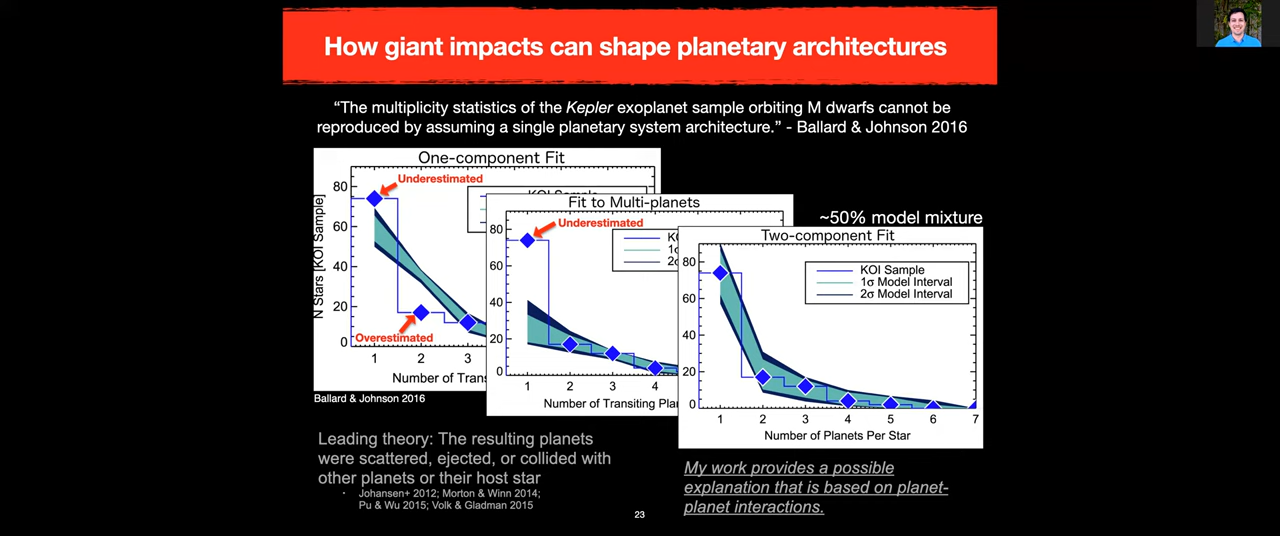 How giant impacts can shape planetary architectures
“The multiplicity statistics of the Kepler exoplanet sample orbiting M dwarfs cannot be
reproduced by assuming a single planetary system architecture.” - Ballard & Johnson 2016
One-component Fit
Underestimated
80
60
40
20
0
N Stars [KOI Sample]
Overestimated
1 2 3
Number of Transi
Ballard & Johnson 2016
Fit to Multi-planets
Underestimated
80
60
40
20
0
1 2 3 4
Number of Transiting Plan
~50% model mixture
Two-component Fit
KOI Sample
1σ Model Interval
2σ Model Interval
80
60
40
20
0
1 2 3 4 5 6 7
Number of Planets Per Star
Leading theory: The resulting planets
were scattered, ejected, or collided with
other planets or their host star
· Johansen+ 2012; Morton & Winn 2014;
Pu & Wu 2015; Volk & Gladman 2015
My work provides a possible
explanation that is based on planet-
planet interactions.
23